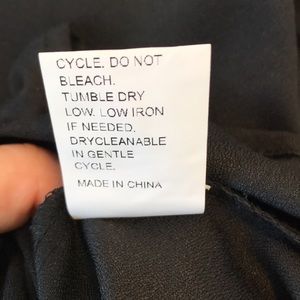 CYCLE. DO NOT
BLEACH.
TUMBLE DRY
LOW. LOW IRON
IF NEEDED.
DRYCLEANABLE
IN GENTLE
CYCLE.
MADE IN CHINA